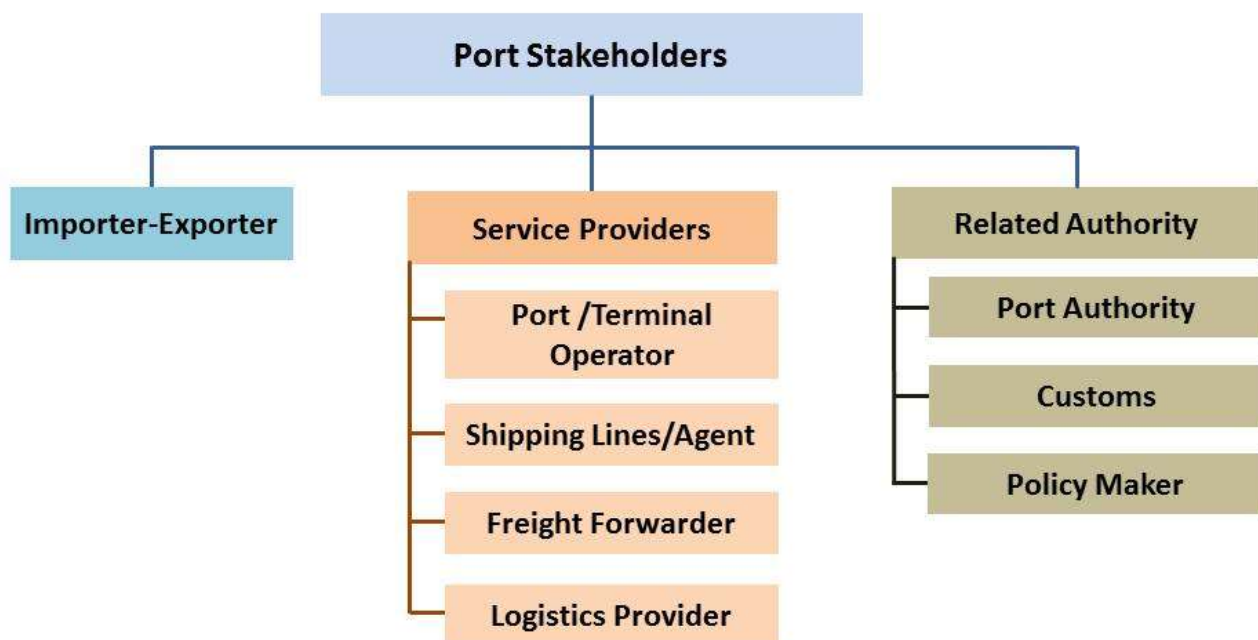 Port Stakeholders
Importer-Exporter
Service Providers
Port /Terminal
Operator
Shipping Lines/Agent
Freight Forwarder
Logistics Provider
Related Authority
Port Authority
Customs
Policy Maker